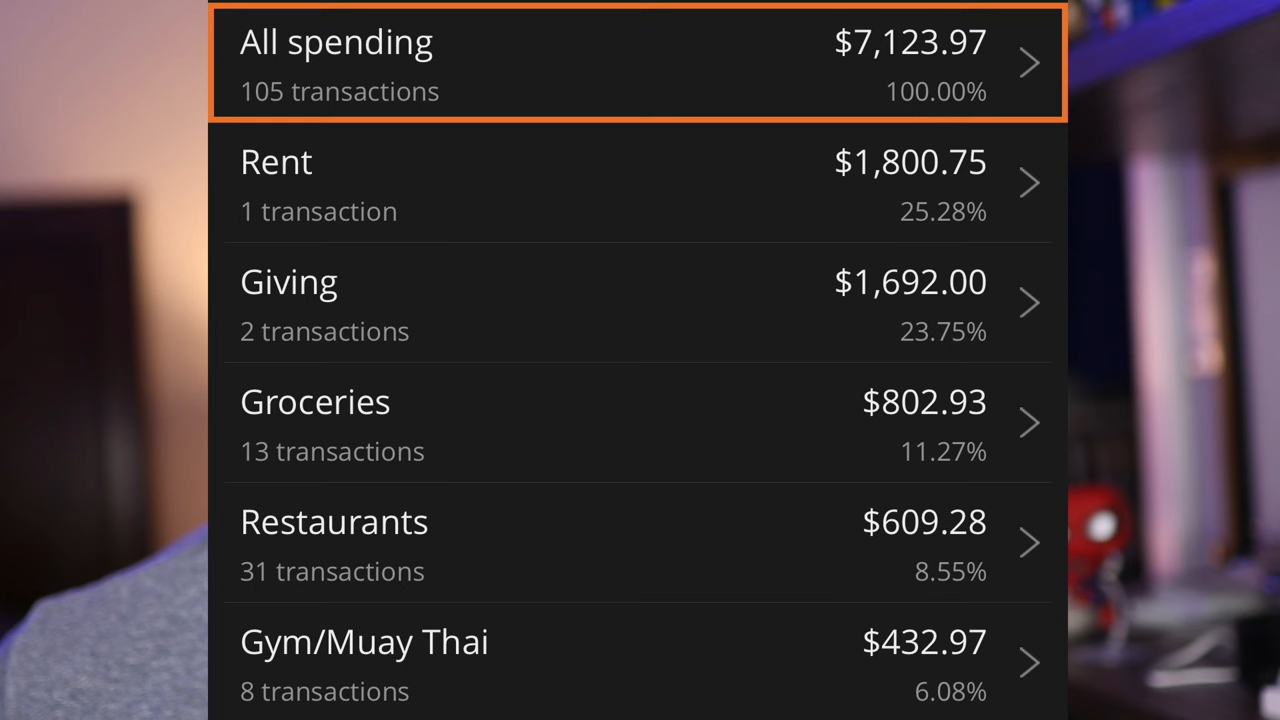 All spending $7,123.97
105 transactions 100.00%
Rent $1,800.75
1 transaction 25.28%
Giving $1,692.00
2 transactions 23.75%
Groceries $802.93
13 transactions 11.27%
Restaurants $609.28
31 transactions 8.55%
Gym/Muay Thai $432.97
8 transactions 6.08%